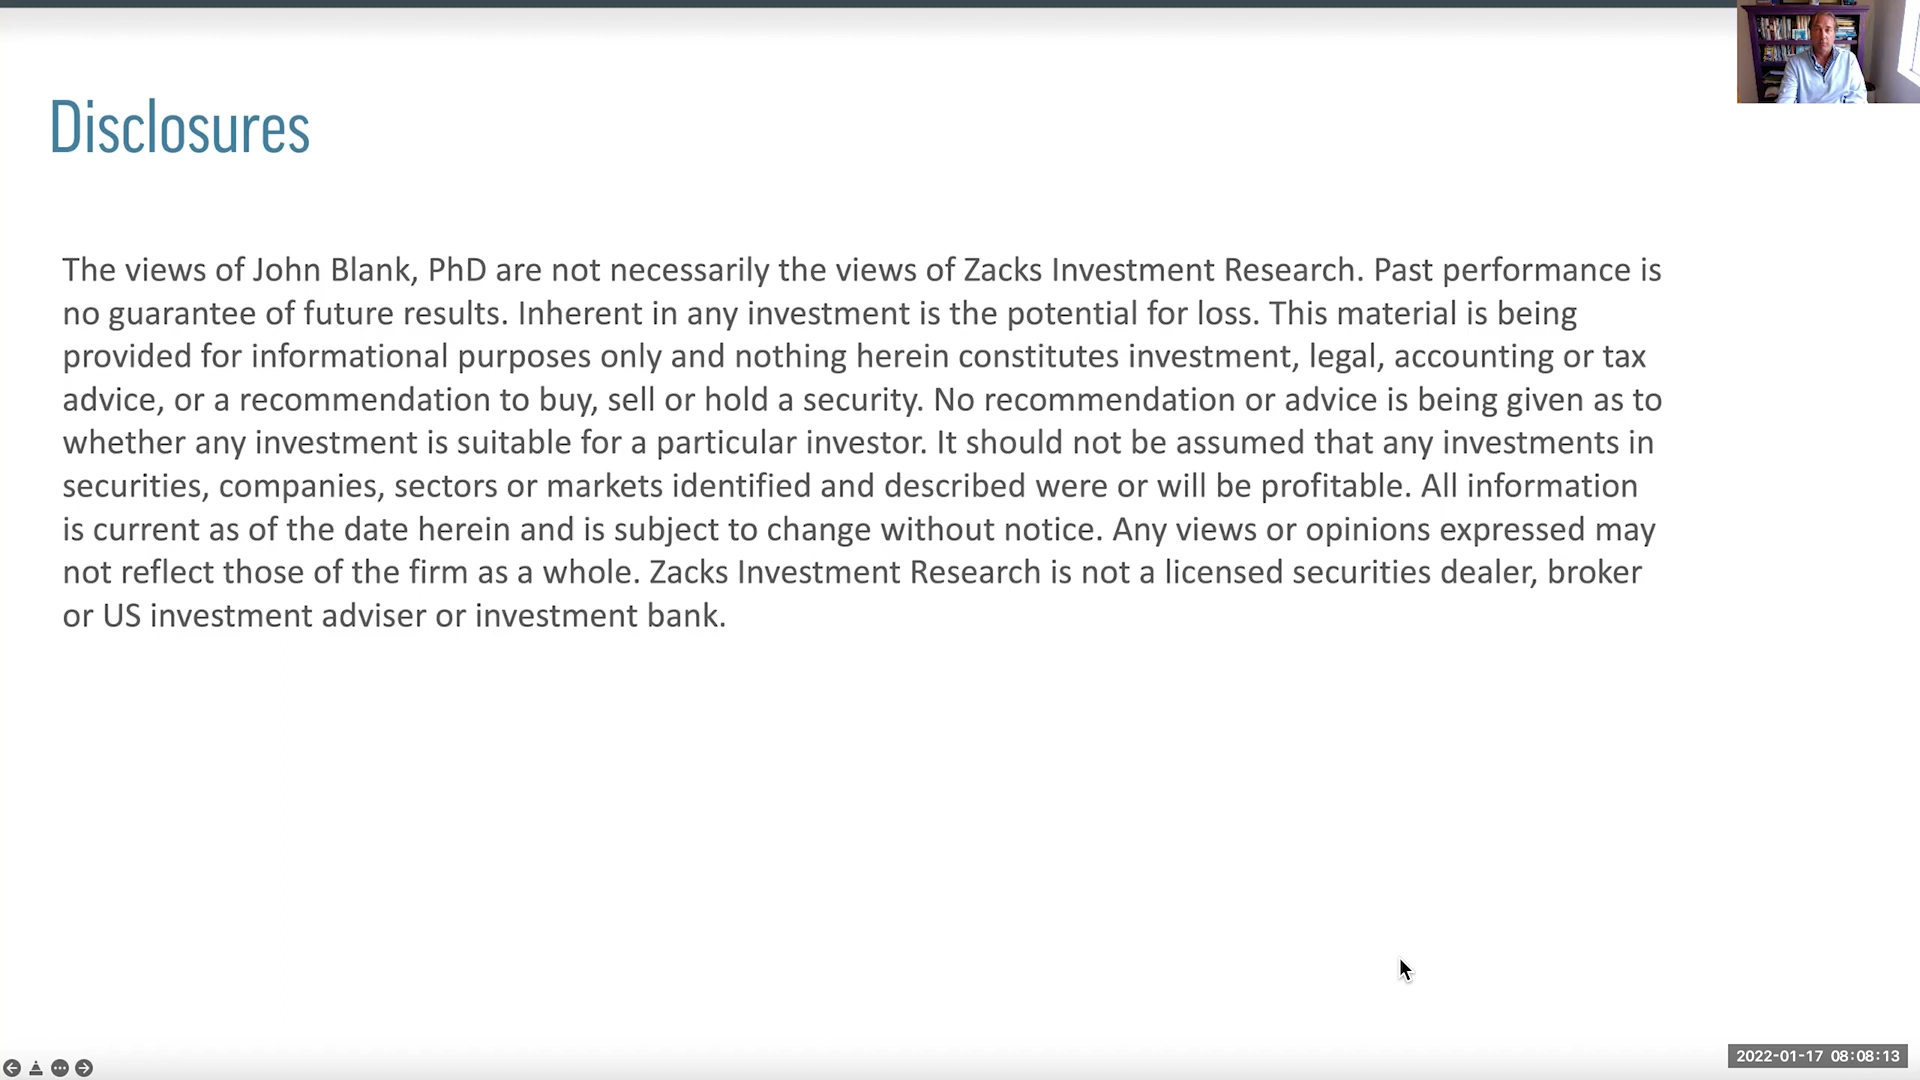 Disclosures
The views of John Blank, PhD are not necessarily the views of Zacks Investment Research. Past performance is
no guarantee of future results. Inherent in any investment is the potential for loss. This material is being
provided for informational purposes only and nothing herein constitutes investment, legal, accounting or tax
advice, or a recommendation to buy, sell or hold a security. No recommendation or advice is being given as to
whether any investment is suitable for a particular investor. It should not be assumed that any investments in
securities, companies, sectors or markets identified and described were or will be profitable. All information
is current as of the date herein and is subject to change without notice. Any views or opinions expressed may
not reflect those of the firm as a whole. Zacks Investment Research is not a licensed securities dealer, broker
or US investment adviser or investment bank.
2022-01-17 08:08:13